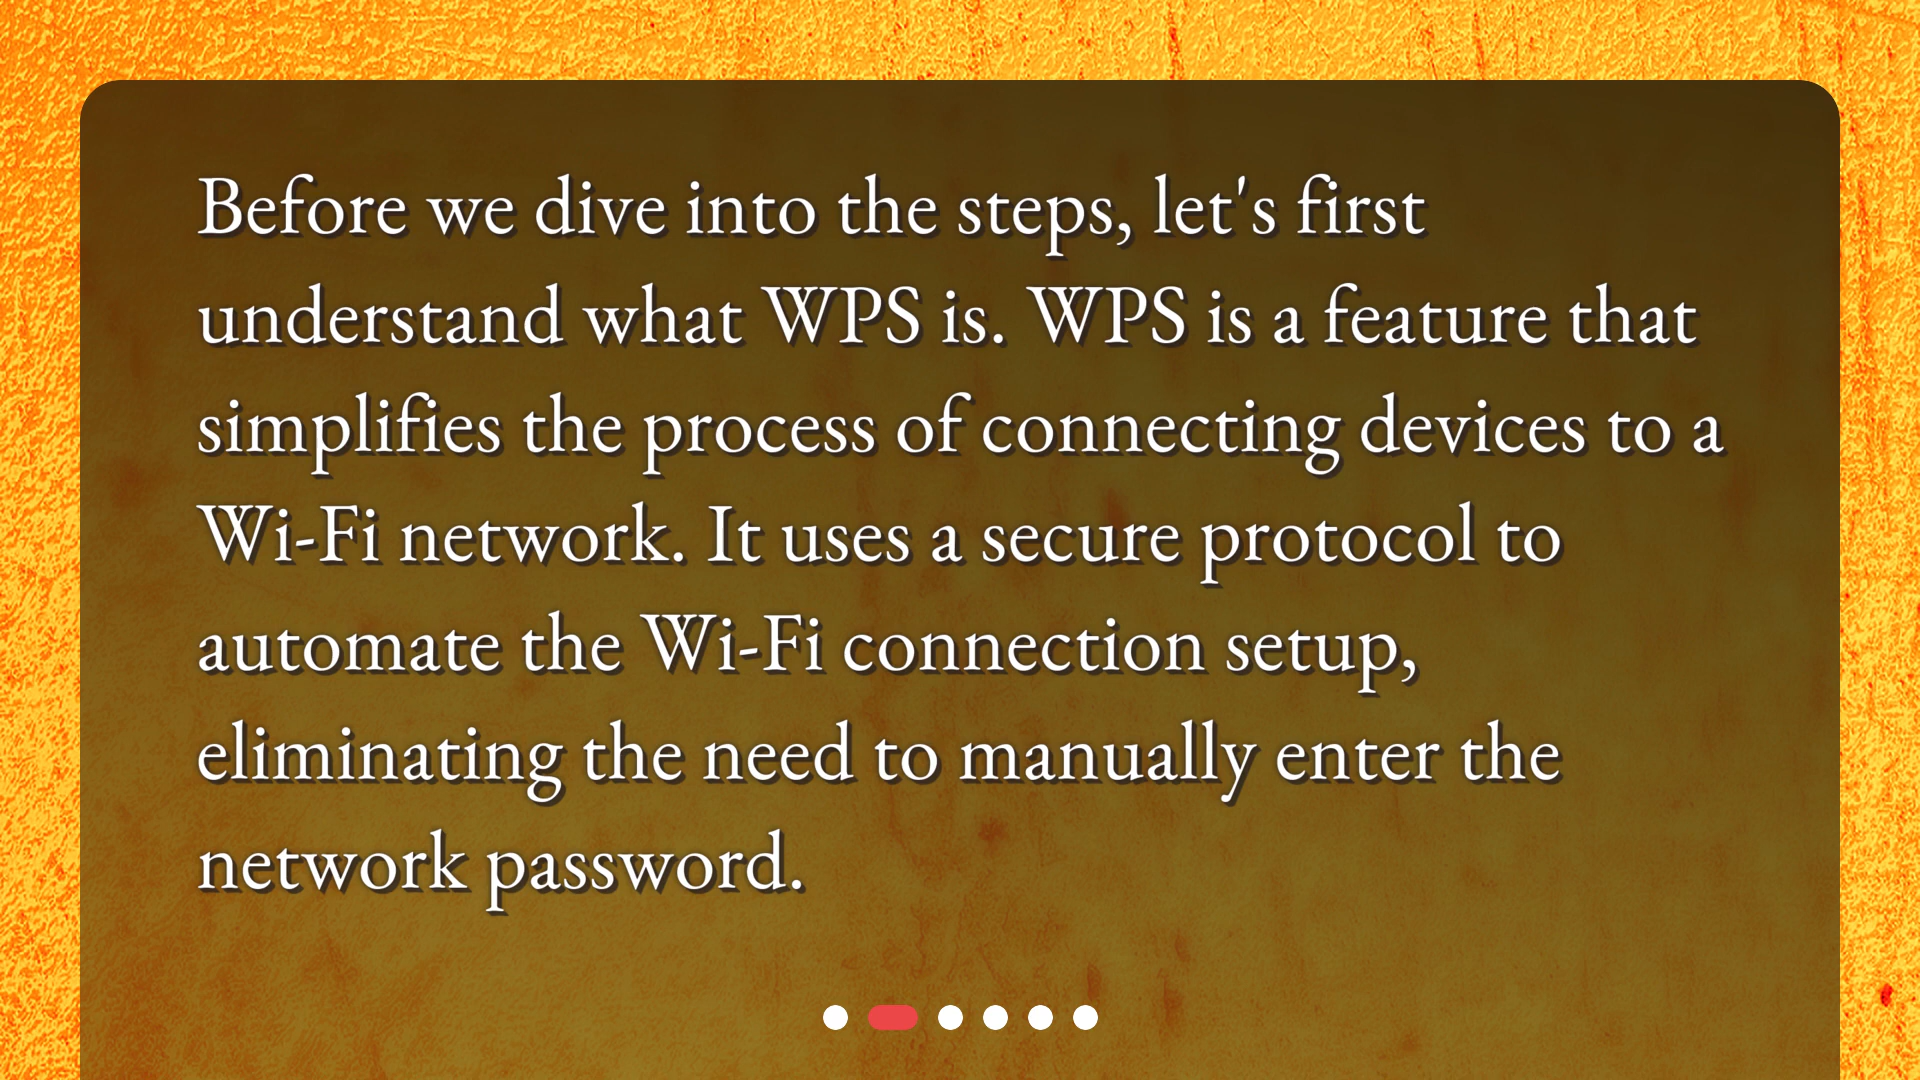 Before we dive into the steps, let's first
understand what WPS is. WPS is a feature that
simplifies the process of connecting devices to a
Wi-Fi network. It uses a secure protocol to
automate the Wi-Fi connection setup,
eliminating the need to manually enter the
network password.